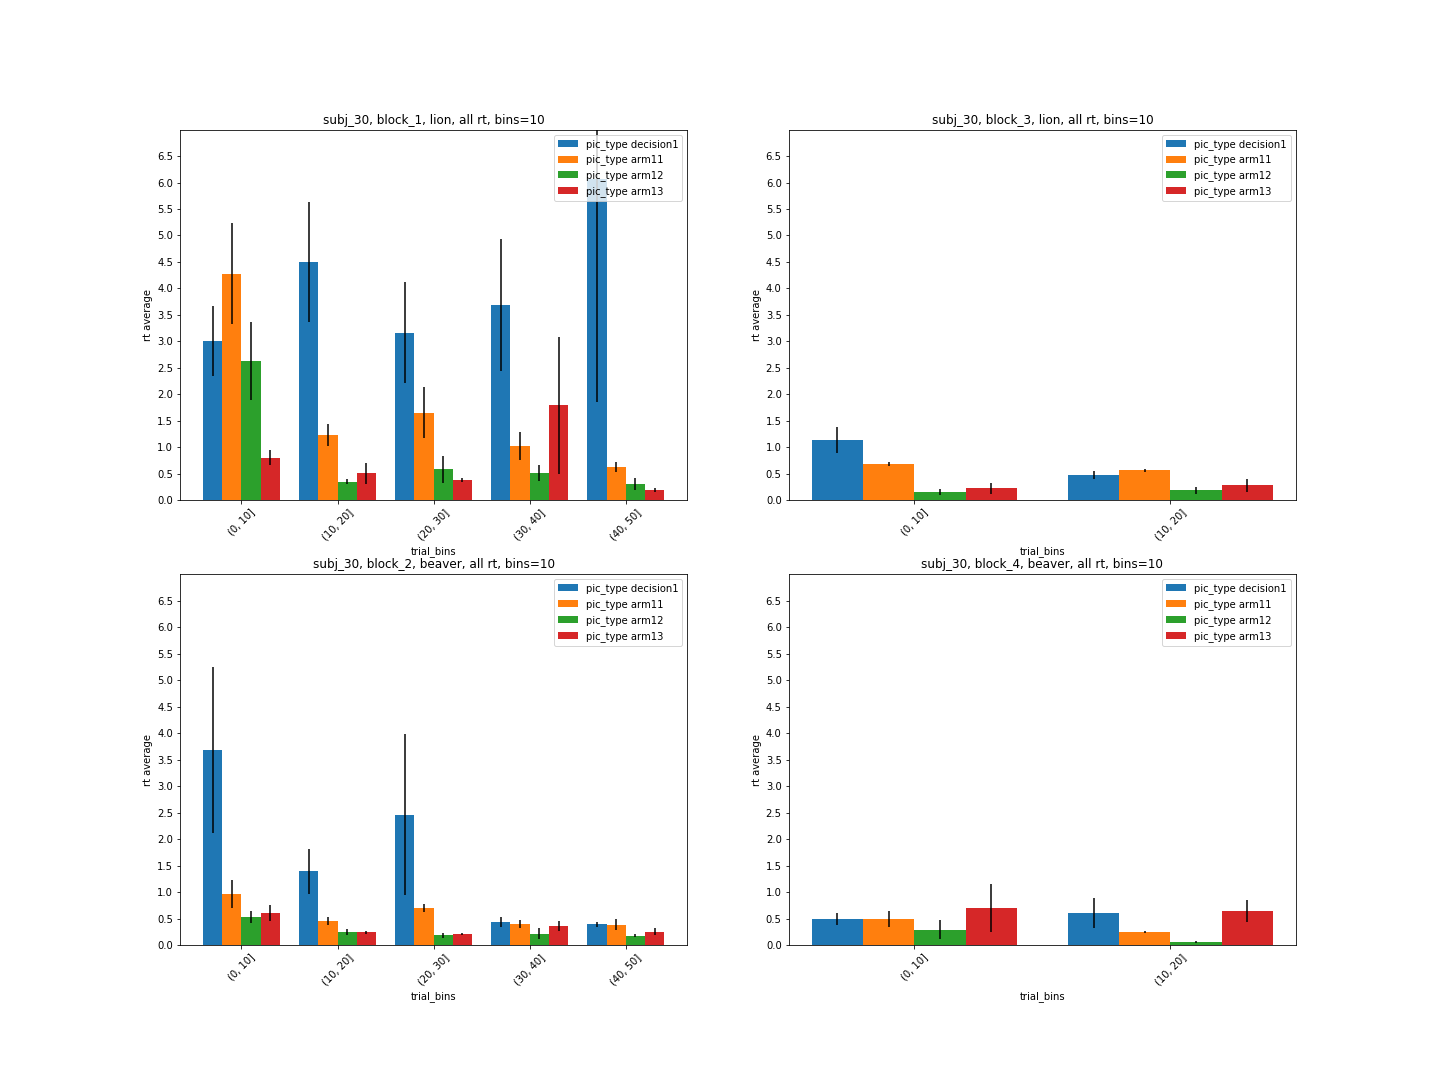 subj_30, block_1, lion, all rt, bins=10
pic_type decision1
pic_type arm11
pic_type arm12
pic_type arm13
rt average
6.5
6.0
5.5
5.0
4.5
4.0
3.5
3.0
2.5
2.0
1.5
1.0
0.5
0.0
(0, 10]
(10, 20]
(20, 30]
(30, 40]
(40, 50]
trial_bins
subj_30, block_3, lion, all rt, bins=10
pic_type decision1
pic_type arm11
pic_type arm12
pic_type arm13
rt average
6.5
6.0
5.5
5.0
4.5
4.0
3.5
3.0
2.5
2.0
1.5
1.0
0.5
0.0
(0, 10]
(10, 20]
trial_bins
subj_30, block_2, beaver, all rt, bins=10
pic_type decision1
pic_type arm11
pic_type arm12
pic_type arm13
rt average
6.5
6.0
5.5
5.0
4.5
4.0
3.5
3.0
2.5
2.0
1.5
1.0
0.5
0.0
(0, 10]
(10, 20]
(20, 30]
(30, 40]
(40, 50]
trial_bins
subj_30, block_4, beaver, all rt, bins=10
pic_type decision1
pic_type arm11
pic_type arm12
pic_type arm13
rt average
6.5
6.0
5.5
5.0
4.5
4.0
3.5
3.0
2.5
2.0
1.5
1.0
0.5
0.0
(0, 10]
(10, 20]
trial_bins